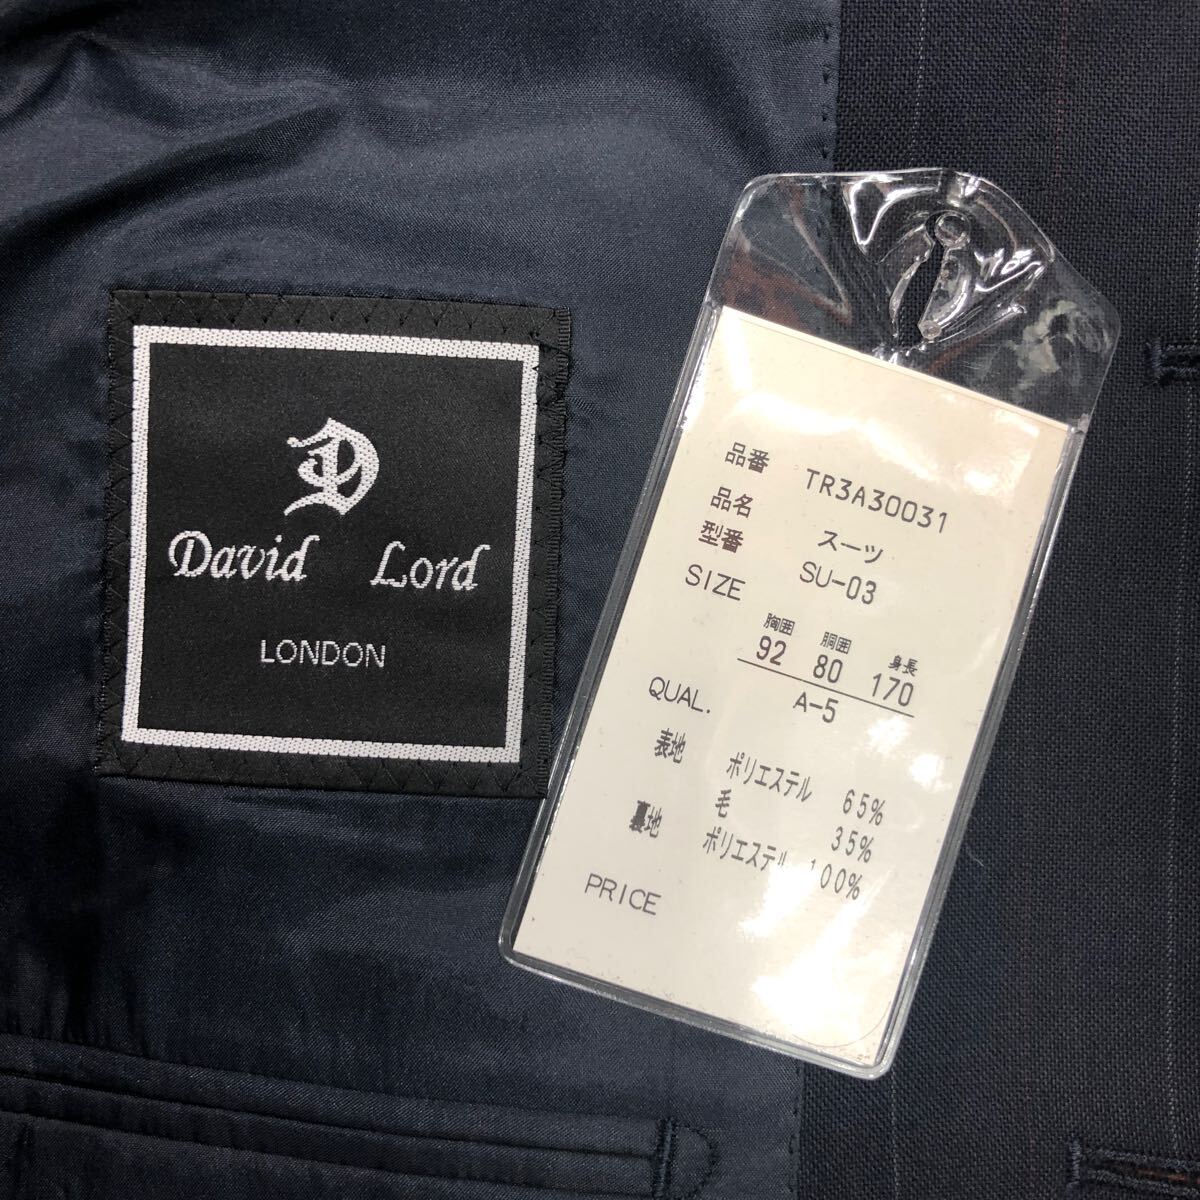 D
David Lord
LONDON
品番 TR3A30031
品名 スーツ
型番 SU-03
SIZE
胸囲 胴囲 身長
92 80 170
A-5
QUAL.
表地 ポリエステル 65%
毛 35%
裏地 ポリエステル 100%
PRICE